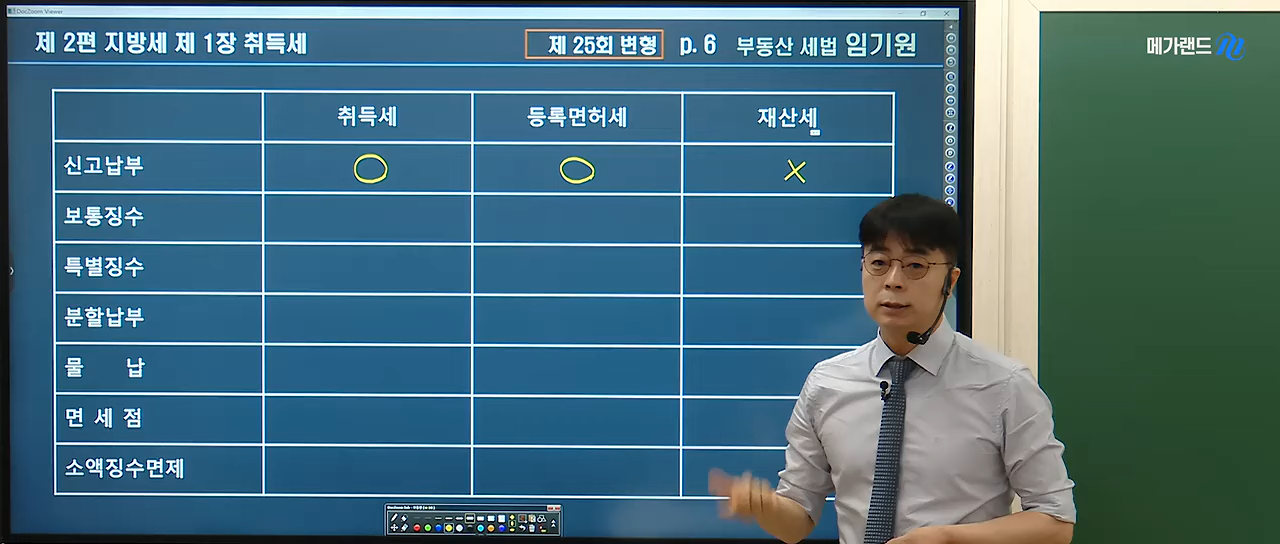 DocZoom Viewer
제 2편 지방세 제 1장 취득세 제 25회 변형 p. 6 부동산 세법 임기원
메가랜드
취득세 등록면허세 재산세
신고납부 ○ ○ ×
보통징수
특별징수
분할납부
물 납
면 세 점
소액징수면제